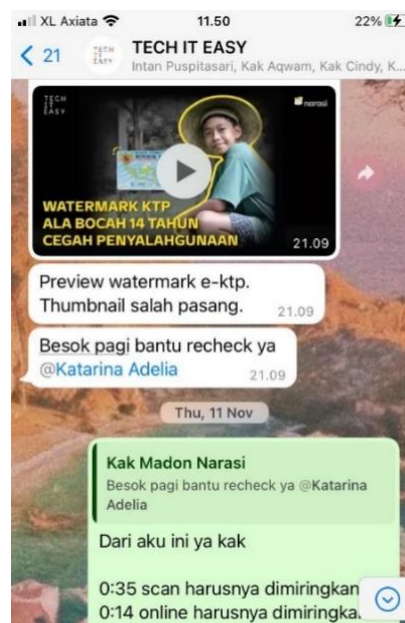 XL Axiata
11.50
22%
21
TECH IT EASY
TECH IT EASY
Intan Puspitasari, Kak Aqwam, Kak Cindy, K...
TECH IT EASY
narasi
WATERMARK KTP
ALA BOCAH 14 TAHUN
CEGAH PENYALAHGUNAAN
21.09
Preview watermark e-ktp.
Thumbnail salah pasang.
21.09
Besok pagi bantu recheck ya
@Katarina Adelia
21.09
Thu, 11 Nov
Kak Madon Narasi
Besok pagi bantu recheck ya @Katarina
Adelia
Dari aku ini ya kak
0:35 scan harusnya dimiringkan
0:14 online harusnya dimiringka